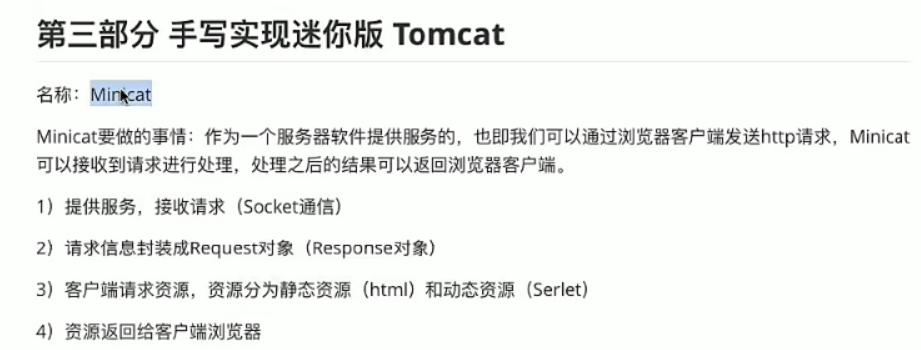 第三部分 手写实现迷你版 Tomcat
名称：Minicat
Minicat要做的事情：作为一个服务器软件提供服务的，也即我们可以通过浏览器客户端发送http请求，Minicat
可以接收到请求进行处理，处理之后的结果可以返回浏览器客户端。
1）提供服务，接收请求（Socket通信）
2）请求信息封装成Request对象（Response对象）
3）客户端请求资源，资源分为静态资源（html）和动态资源（Serlet）
4）资源返回给客户端浏览器